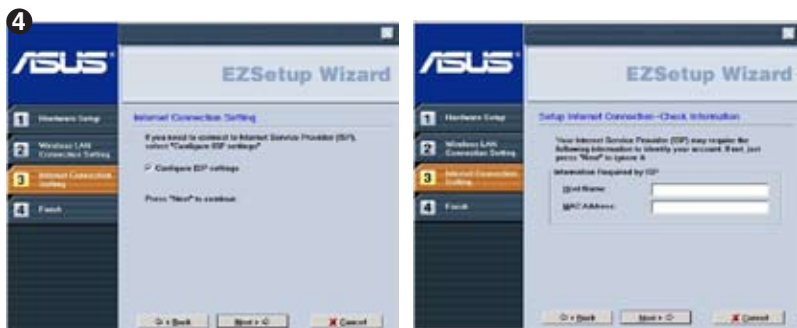 4
ASUS
EZSetup Wizard
1 Hardware Setup
2 Wireless LAN
Connection Setting
3 Internet Connection
Setting
4 Finish
Internet Connection Setting
If you need to connect to Internet Service Provider (ISP),
select "Configure ISP settings"
Configure ISP settings
Press "Next" to continue
< Back
Next >
Cancel
ASUS
EZSetup Wizard
1 Hardware Setup
2 Wireless LAN
Connection Setting
3 Internet Connection
Setting
4 Finish
Setup Internet Connection-Check Information
Your Internet Service Provider (ISP) may require the
following information to identify your account. If not, just
press "Next" to ignore it.
Information Required by ISP
Host Name:
MAC Address:
< Back
Next >
Cancel